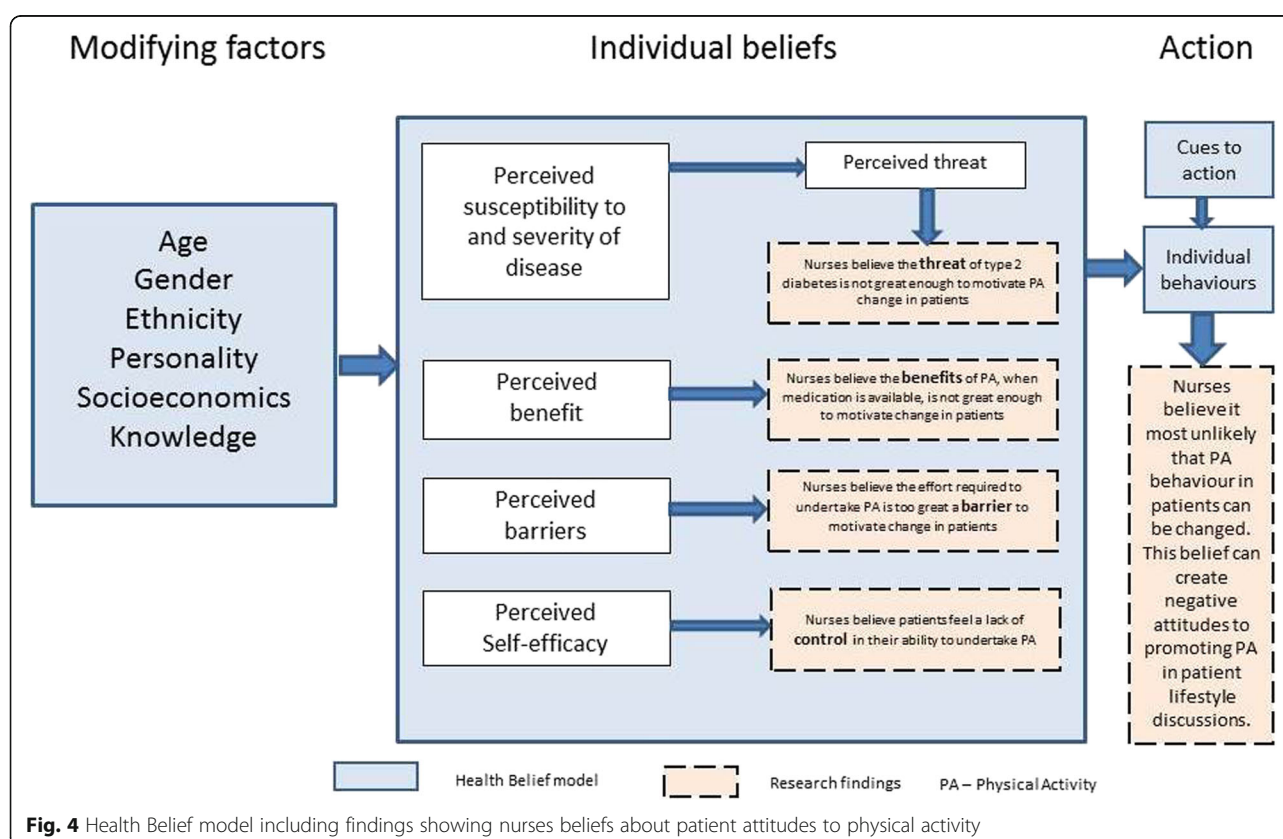 Modifying factors
Individual beliefs
Action
Age
Gender
Ethnicity
Personality
Socioeconomics
Knowledge
Perceived
susceptibility to
and severity of
disease
Perceived threat
Nurses believe the threat of type 2
diabetes is not great enough to motivate PA
change in patients
Perceived
benefit
Nurses believe the benefits of PA, when
medication is available, is not great enough
to motivate change in patients
Perceived
barriers
Nurses believe the effort required to
undertake PA is too great a barrier to
motivate change in patients
Perceived
Self-efficacy
Nurses believe patients feel a lack of
control in their ability to undertake PA
Cues to
action
Individual
behaviours
Nurses
believe it
most unlikely
that PA
behaviour in
patients can
be changed.
This belief can
create
negative
attitudes to
promoting PA
in patient
lifestyle
discussions.
Health Belief model
Research findings
PA – Physical Activity
Fig. 4 Health Belief model including findings showing nurses beliefs about patient attitudes to physical activity